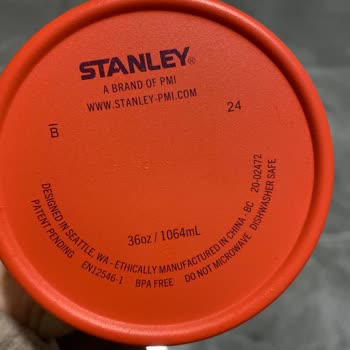 STANLEY®
A BRAND OF PMI
WWW.STANLEY-PMI.COM
B
24
36oz / 1064mL
DESIGNED IN SEATTLE, WA - ETHICALLY MANUFACTURED IN CHINA - BC 20-02472
PATENT PENDING EN12546-1 BPA FREE DO NOT MICROWAVE. DISHWASHER SAFE